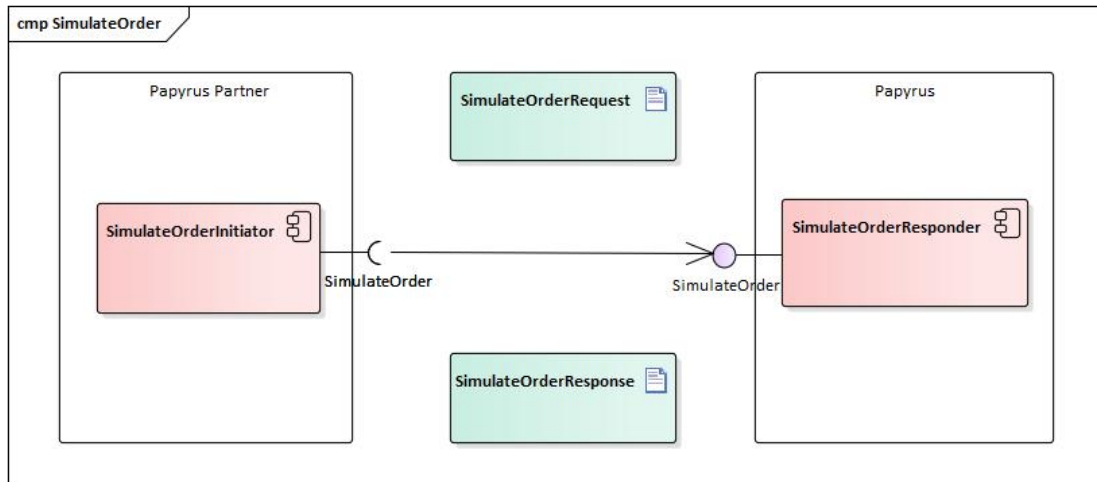 cmp SimulateOrder
Papyrus Partner
SimulateOrderRequest
Papyrus
SimulateOrderInitiator
SimulateOrderResponder
SimulateOrder
SimulateOrder
SimulateOrderResponse